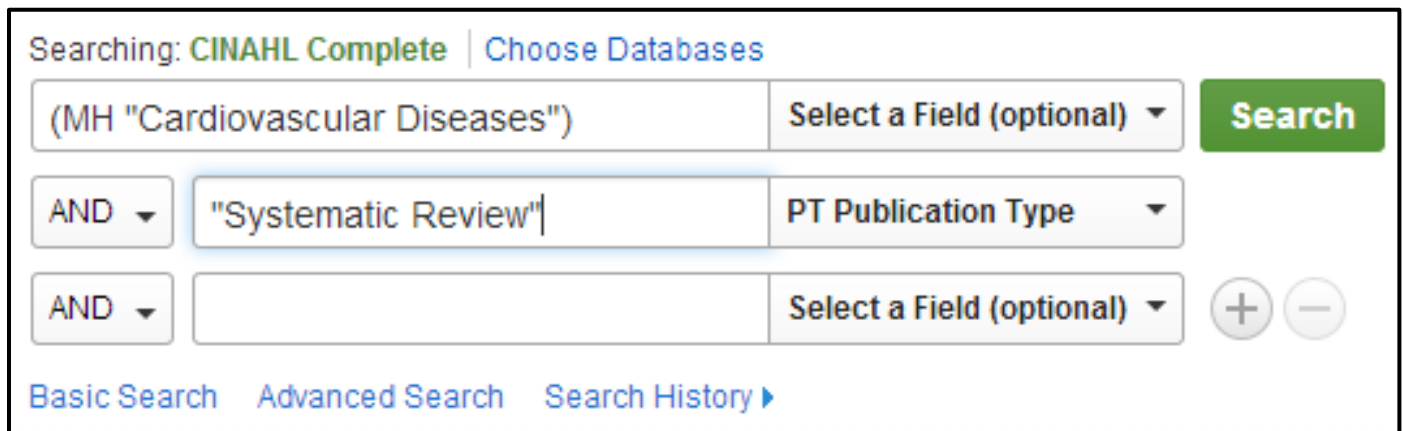 Searching: CINAHL Complete Choose Databases
(MH "Cardiovascular Diseases") Select a Field (optional) Search
AND "Systematic Review" PT Publication Type
AND Select a Field (optional)
Basic Search Advanced Search Search History